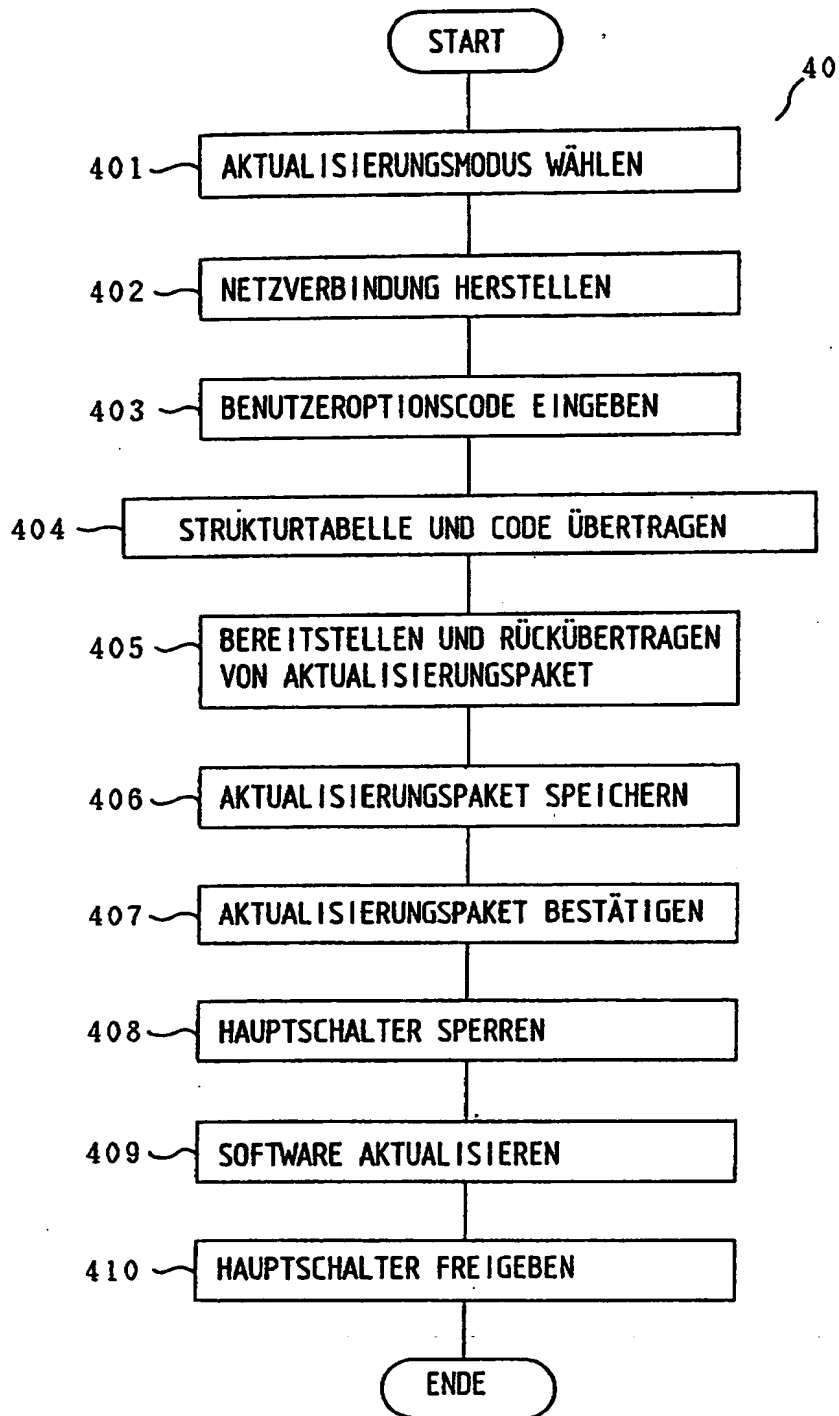 START
40
401 AKTUALISIERUNGSMODUS WÄHLEN
402 NETZVERBINDUNG HERSTELLEN
403 BENUTZEROPTIONSCODE EINGEBEN
404 STRUKTURTABELLE UND CODE ÜBERTRAGEN
405 BEREITSTELLEN UND RÜCKÜBERTRAGEN
VON AKTUALISIERUNGSPAKET
406 AKTUALISIERUNGSPAKET SPEICHERN
407 AKTUALISIERUNGSPAKET BESTÄTIGEN
408 HAUPTSCHALTER SPERREN
409 SOFTWARE AKTUALISIEREN
410 HAUPTSCHALTER FREIGEBEN
ENDE